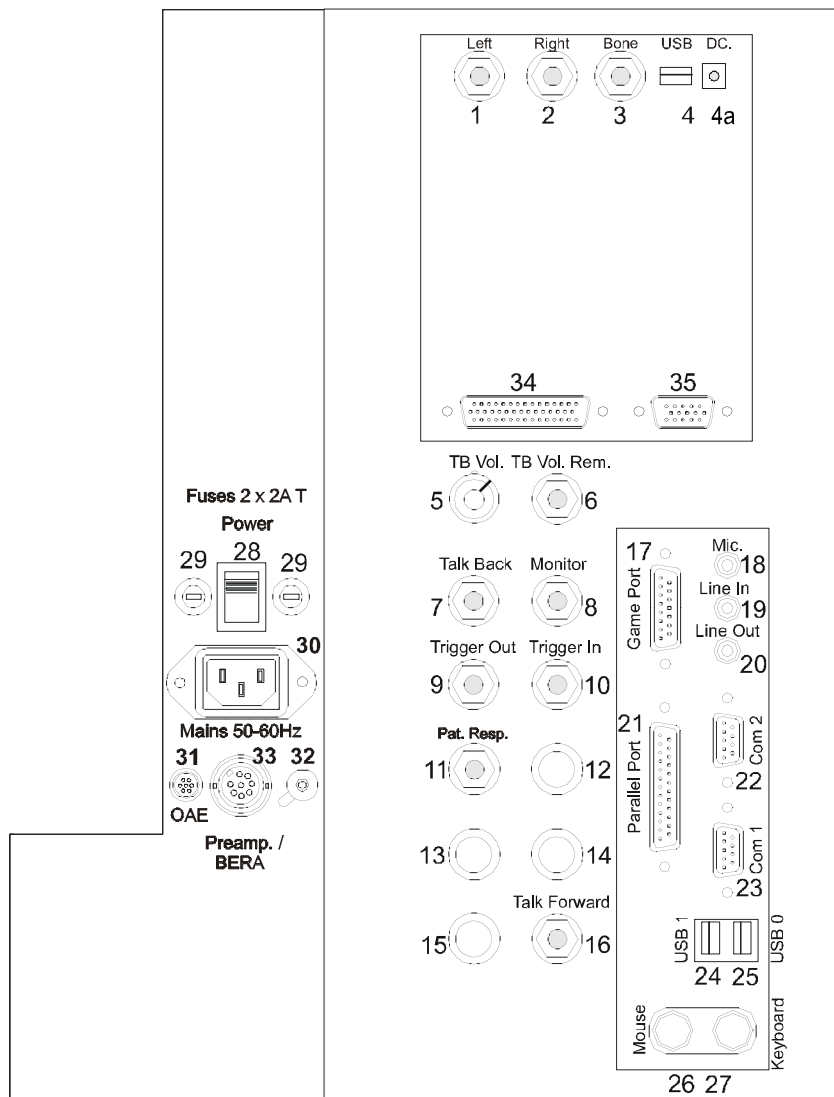 Left Right Bone USB DC.
1 2 3 4 4a
34 35
TB Vol. TB Vol. Rem.
5 6
Fuses 2 x 2A T
Power
29 28 29
30
Mains 50-60Hz
31 33 32
OAE
Preamp. /
BERA
Talk Back Monitor
7 8
Trigger Out Trigger In
9 10
Pat. Resp.
11 12
13 14
Talk Forward
15 16
17 Mic.
18
Game Port
Line In
19
Line Out
20
21
Parallel Port
Com 2
22
Com 1
23
USB 1 USB 0
24 25
Mouse Keyboard
26 27